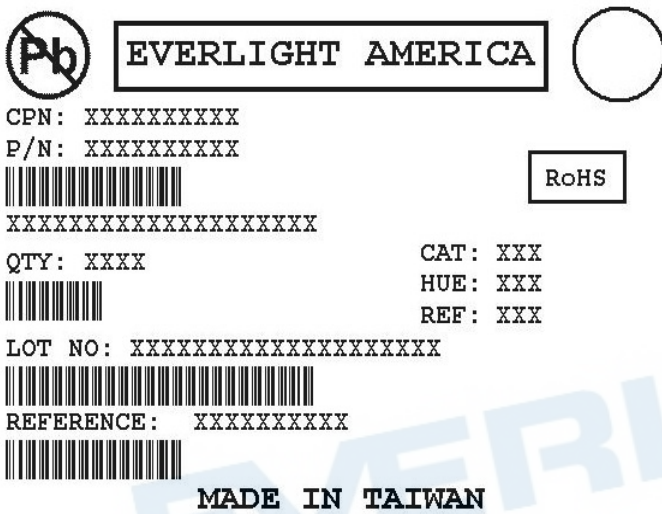 Pb
EVERLIGHT AMERICA
CPN: XXXXXXXXXX
P/N: XXXXXXXXXX
RoHS
XXXXXXXXXXXXXXXXXXXX
QTY: XXXX
CAT: XXX
HUE: XXX
REF: XXX
LOT NO: XXXXXXXXXXXXXXXXXXXX
REFERENCE: XXXXXXXXXX
MADE IN TAIWAN